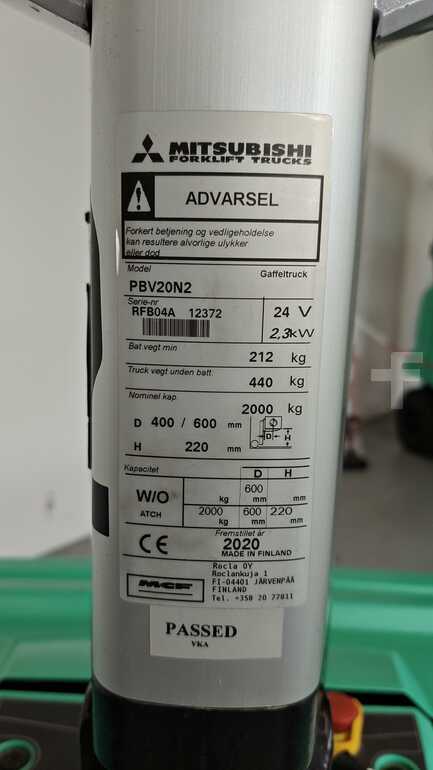 MITSUBISHI
FORKLIFT TRUCKS
ADVARSEL
Forkert betjening og vedligeholdelse
kan resultere alvorlige ulykker
eller dod
Model Gaffeltruck
PBV20N2
Serie-nr
RFB04A 12372 24 V
2,3kW
Bat vegt min
212 kg
Truck vegt under batt.
440 kg
Nominel kap.
2000 kg
D 400 / 600 mm D H
H 220 mm
Kapacitet D H
W/O 600
kg mm mm
ATCH 2000 600 220
kg mm mm
CE Fremstillet år
2020
MADE IN FINLAND
MCF Rocla OY
Roclankuja 1
FI-04401 JÄRVENPÄÄ
FINLAND
Tel. +358 20 77811
PASSED
VKA